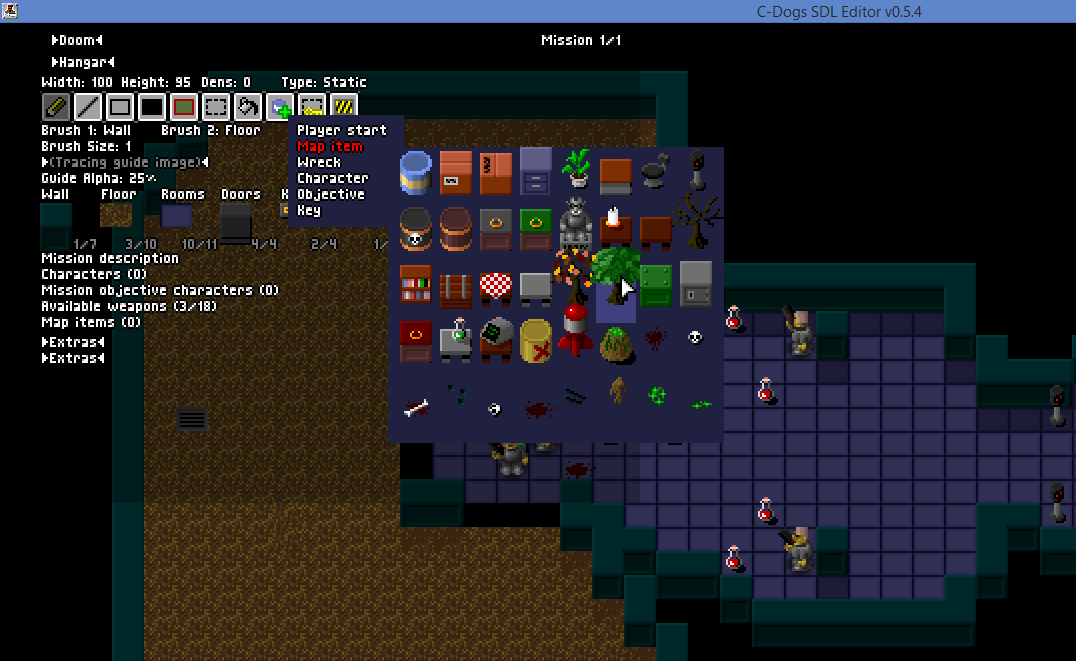 C-Dogs SDL Editor v0.5.4
Doom
Mission 1/1
Hangar
Width: 100 Height: 95 Dens: 0 Type: Static
Brush 1: Wall Brush 2: Floor
Brush Size: 1
(Tracing guide image)
Guide Alpha: 25%
Wall Floor Rooms Doors K
1/7 3/10 10/11 4/4 2/4 1/
Player start
Map item
Wreck
Character
Objective
Key
Mission description
Characters (0)
Mission objective characters (0)
Available weapons (3/18)
Map items (0)
Extras
Extras